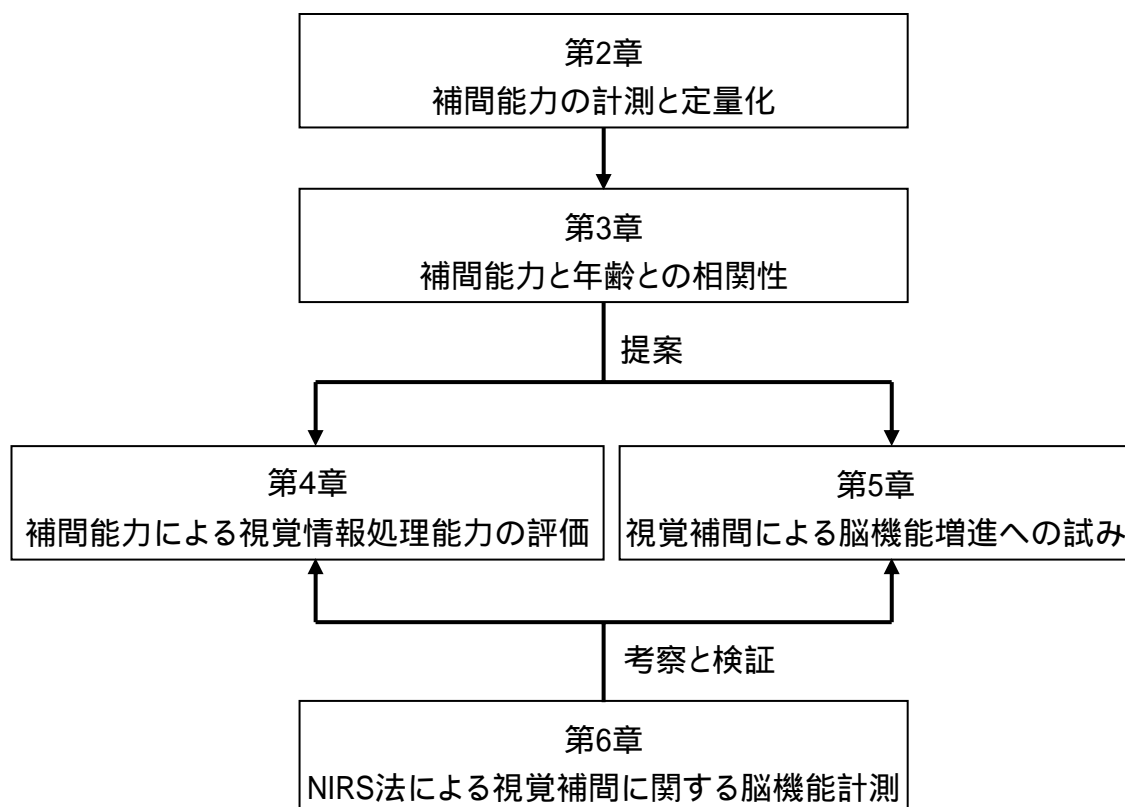 第2章
補間能力の計測と定量化
第3章
補間能力と年齢との相関性
提案
第4章
補間能力による視覚情報処理能力の評価
第5章
視覚補間による脳機能増進への試み
考察と検証
第6章
NIRS法による視覚補間に関する脳機能計測